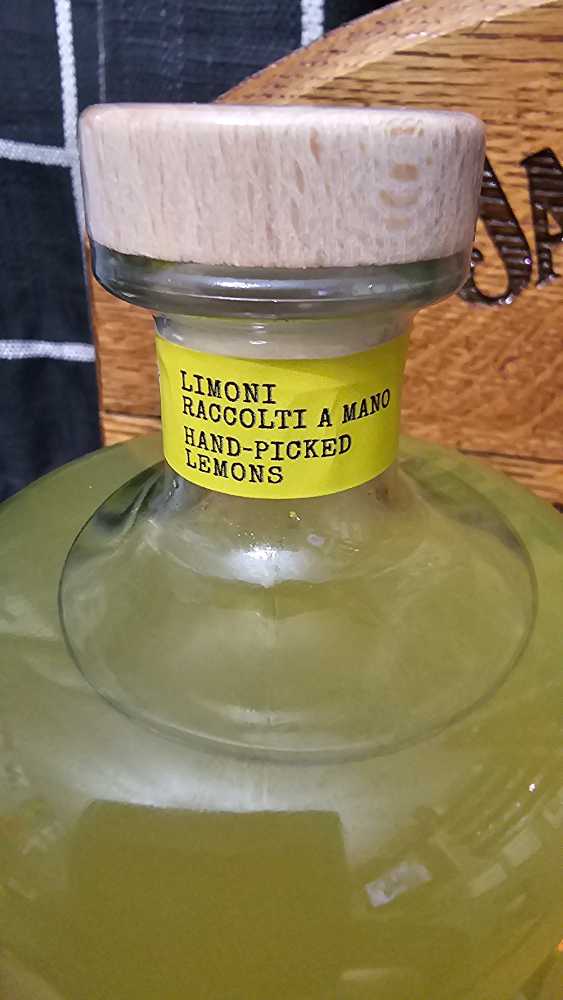 LIMONI
RACCOLTI A MANO
HAND-PICKED
LEMONS